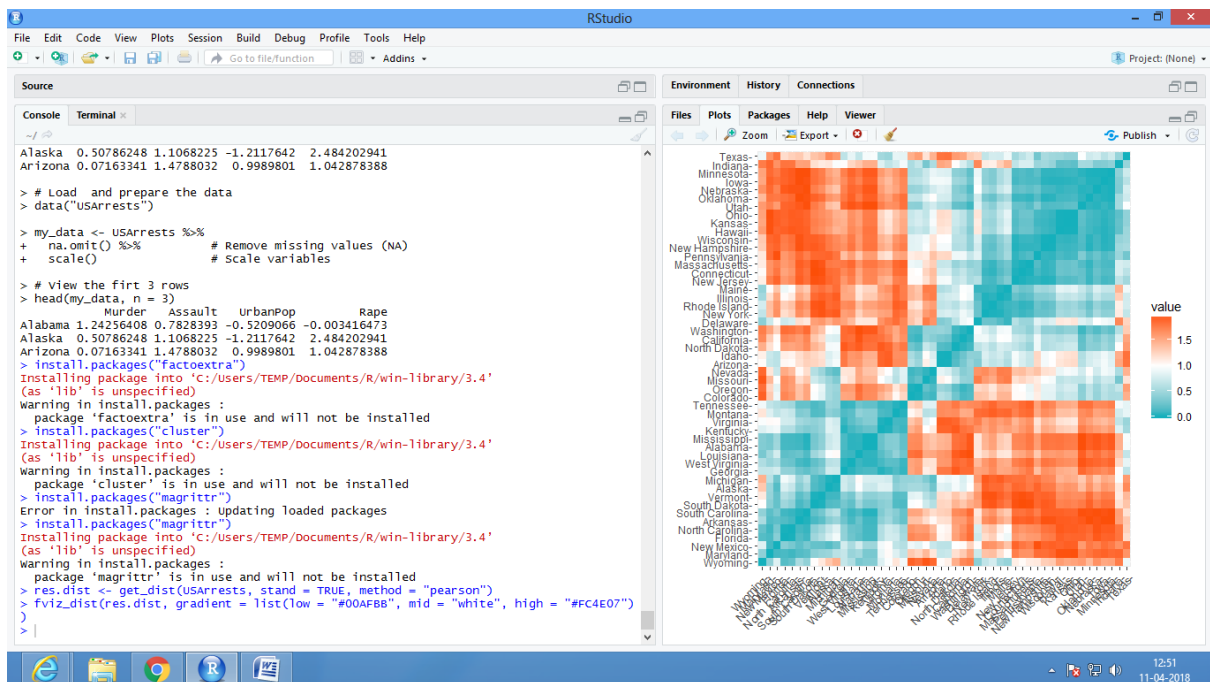 RStudio
File Edit Code View Plots Session Build Debug Profile Tools Help
Go to file/function
Addins
Project: (None)
Source
Console Terminal
~/
Alaska 0.50786248 1.1068225 -1.2117642 2.484202941
Arizona 0.07163341 1.4788032 0.9989801 1.042878388
> # Load and prepare the data
> data("USArrests")
> my_data <- USArrests %>%
+ na.omit() %>% # Remove missing values (NA)
+ scale() # Scale variables
> # View the firt 3 rows
> head(my_data, n = 3)
Murder Assault UrbanPop Rape
Alabama 1.24256408 0.7828393 -0.5209066 -0.003416473
Alaska 0.50786248 1.1068225 -1.2117642 2.484202941
Arizona 0.07163341 1.4788032 0.9989801 1.042878388
> install.packages("factoextra")
Installing package into ‘C:/Users/TEMP/Documents/R/win-library/3.4’
(as ‘lib’ is unspecified)
Warning in install.packages :
package ‘factoextra’ is in use and will not be installed
> install.packages("cluster")
Installing package into ‘C:/Users/TEMP/Documents/R/win-library/3.4’
(as ‘lib’ is unspecified)
Warning in install.packages :
package ‘cluster’ is in use and will not be installed
> install.packages("magrittr")
Error in install.packages : Updating loaded packages
> install.packages("magrittr")
Installing package into ‘C:/Users/TEMP/Documents/R/win-library/3.4’
(as ‘lib’ is unspecified)
Warning in install.packages :
package ‘magrittr’ is in use and will not be installed
> res.dist <- get_dist(USArrests, stand = TRUE, method = "pearson")
> fviz_dist(res.dist, gradient = list(low = "#00AFBB", mid = "white", high = "#FC4E07")
)
>
Environment History Connections
Files Plots Packages Help Viewer
Zoom Export Publish
Texas-
Indiana-
Minnesota-
Iowa-
Nebraska-
Oklahoma-
Utah-
Ohio-
Kansas-
Hawaii-
Wisconsin-
New Hampshire-
Pennsylvania-
Massachusetts-
Connecticut-
New Jersey-
Maine-
Illinois-
Rhode Island-
New York-
Delaware-
Washington-
California-
North Dakota-
Idaho-
Arizona-
Nevada-
Missouri-
Oregon-
Colorado-
Tennessee-
Montana-
Virginia-
Kentucky-
Mississippi-
Alabama-
Louisiana-
West Virginia-
Georgia-
Michigan-
Alaska-
Vermont-
South Dakota-
South Carolina-
Arkansas-
North Carolina-
Florida-
New Mexico-
Maryland-
Wyoming-
value
1.5
1.0
0.5
0.0
12:51
11-04-2018